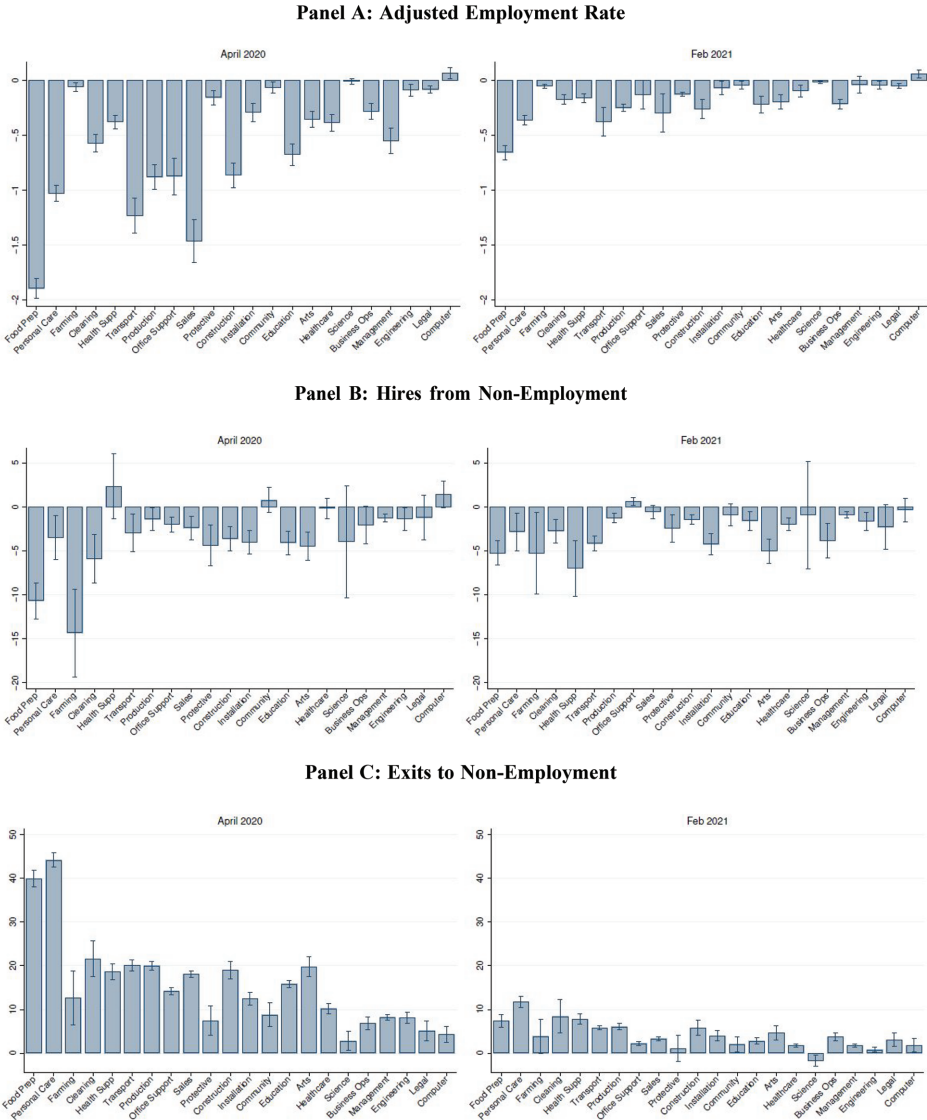 Panel A: Adjusted Employment Rate
April 2020
Feb 2021
0
-.5
-1
-1.5
-2
Food Prep
Personal Care
Farming
Cleaning
Health Supp
Transport
Production
Office Support
Sales
Protective
Construction
Installation
Community
Education
Arts
Healthcare
Science
Business Ops
Management
Engineering
Legal
Computer
0
-.5
-1
-1.5
-2
Food Prep
Personal Care
Farming
Cleaning
Health Supp
Transport
Production
Office Support
Sales
Protective
Construction
Installation
Community
Education
Arts
Healthcare
Science
Business Ops
Management
Engineering
Legal
Computer
Panel B: Hires from Non-Employment
April 2020
Feb 2021
5
0
-5
-10
-15
-20
Food Prep
Personal Care
Farming
Cleaning
Health Supp
Transport
Production
Office Support
Sales
Protective
Construction
Installation
Community
Education
Arts
Healthcare
Science
Business Ops
Management
Engineering
Legal
Computer
5
0
-5
-10
-15
-20
Food Prep
Personal Care
Farming
Cleaning
Health Supp
Transport
Production
Office Support
Sales
Protective
Construction
Installation
Community
Education
Arts
Healthcare
Science
Business Ops
Management
Engineering
Legal
Computer
Panel C: Exits to Non-Employment
April 2020
Feb 2021
50
40
30
20
10
0
Food Prep
Personal Care
Farming
Cleaning
Health Supp
Transport
Production
Office Support
Sales
Protective
Construction
Installation
Community
Education
Arts
Healthcare
Science
Business Ops
Management
Engineering
Legal
Computer
50
40
30
20
10
0
Food Prep
Personal Care
Farming
Cleaning
Health Supp
Transport
Production
Office Support
Sales
Protective
Construction
Installation
Community
Education
Arts
Healthcare
Science
Business Ops
Management
Engineering
Legal
Computer